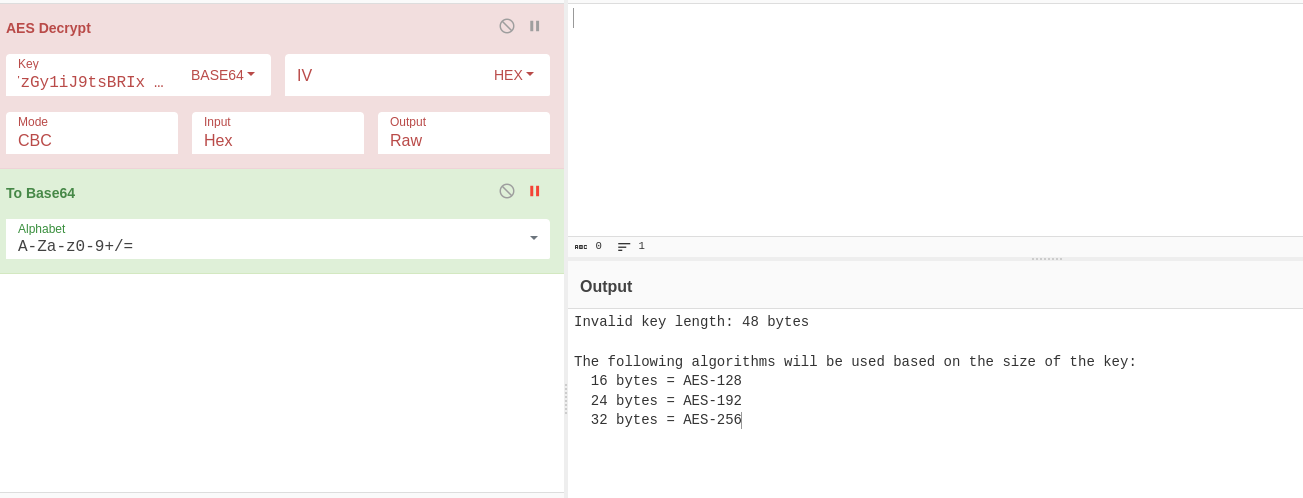 AES Decrypt
Key
zGy1iJ9tsBRIx …
BASE64
IV
HEX
Mode
CBC
Input
Hex
Output
Raw
To Base64
Alphabet
A-Za-z0-9+/=
ABC 0 1
Output
Invalid key length: 48 bytes
The following algorithms will be used based on the size of the key:
16 bytes = AES-128
24 bytes = AES-192
32 bytes = AES-256